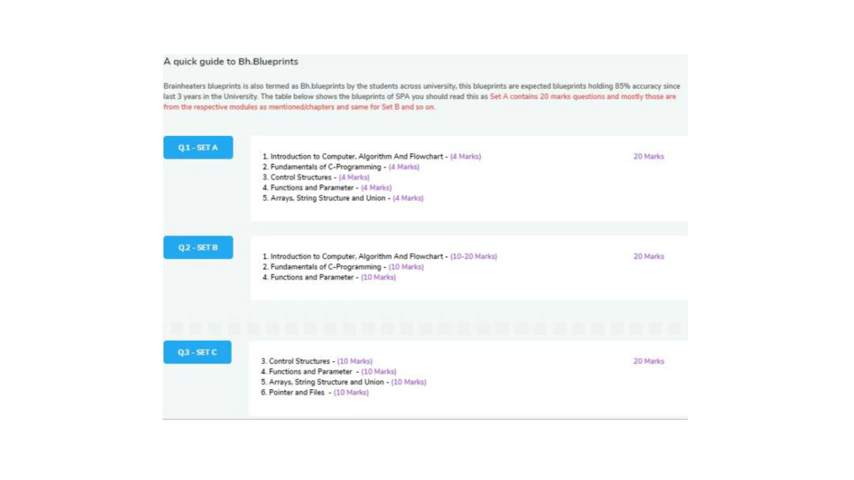 A quick guide to Bh.Blueprints
Brainheaters blueprints is also termed as Bh.blueprints by the students across university, this blueprints are expected blueprints holding 85% accuracy since
last 3 years in the University. The table below shows the blueprints of SPA you should read this as Set A contains 20 marks questions and mostly those are
from the respective modules as mentioned/chapters and same for Set B and so on.
Q.1 - SET A
1. Introduction to Computer, Algorithm And Flowchart - (4 Marks)
20 Marks
2. Fundamentals of C-Programming - (4 Marks)
3. Control Structures - (4 Marks)
4. Functions and Parameter - (4 Marks)
5. Arrays, String Structure and Union - (4 Marks)
Q.2 - SET B
1. Introduction to Computer, Algorithm And Flowchart - (10-20 Marks)
20 Marks
2. Fundamentals of C-Programming - (10 Marks)
4. Functions and Parameter - (10 Marks)
Q.3 - SET C
3. Control Structures - (10 Marks)
20 Marks
4. Functions and Parameter - (10 Marks)
5. Arrays, String Structure and Union - (10 Marks)
6. Pointer and Files - (10 Marks)